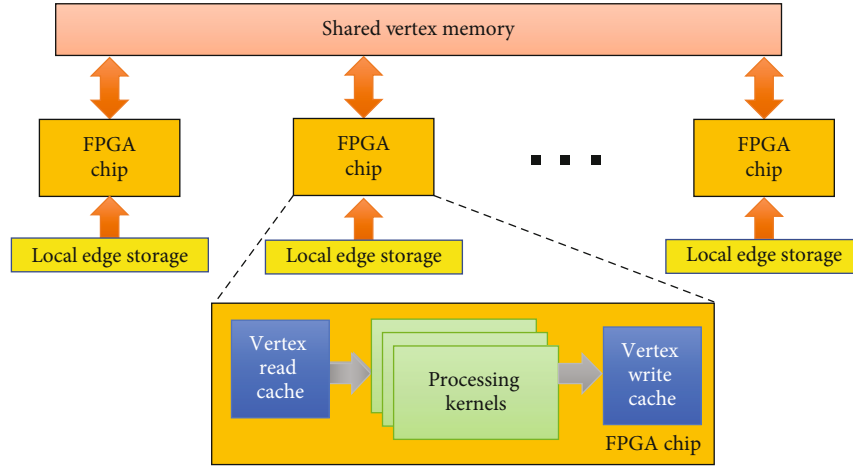 Shared vertex memory
FPGA
chip
FPGA
chip
FPGA
chip
Local edge storage
Local edge storage
Local edge storage
Vertex
read
cache
Processing
kernels
Vertex
write
cache
FPGA chip